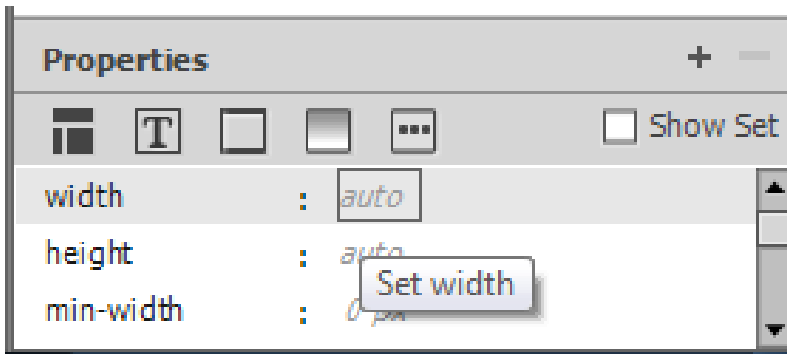 Properties
T
Show Set
width : auto
height : auto
Set width
min-width : 0 px